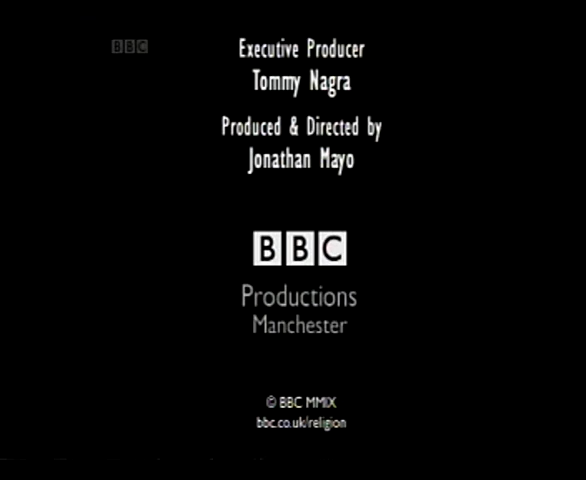 BBC
Executive Producer
Tommy Nagra
Produced & Directed by
Jonathan Mayo
BBC
Productions
Manchester
© BBC MMIX
bbc.co.uk/religion